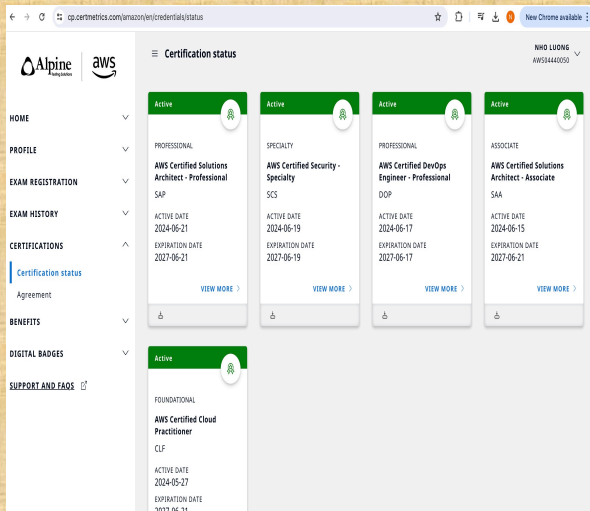 cp.certmetrics.com/amazon/en/credentials/status
N
New Chrome available
Alpine
Testing Solutions
aws
Certification status
NHO LUONG
AWS04440050
HOME
PROFILE
EXAM REGISTRATION
EXAM HISTORY
CERTIFICATIONS
Certification status
Agreement
BENEFITS
DIGITAL BADGES
SUPPORT AND FAQS
Active
PROFESSIONAL
AWS Certified Solutions
Architect - Professional
SAP
ACTIVE DATE
2024-06-21
EXPIRATION DATE
2027-06-21
VIEW MORE
Active
SPECIALTY
AWS Certified Security -
Specialty
SCS
ACTIVE DATE
2024-06-19
EXPIRATION DATE
2027-06-19
VIEW MORE
Active
PROFESSIONAL
AWS Certified DevOps
Engineer - Professional
DOP
ACTIVE DATE
2024-06-17
EXPIRATION DATE
2027-06-17
VIEW MORE
Active
ASSOCIATE
AWS Certified Solutions
Architect - Associate
SAA
ACTIVE DATE
2024-06-15
EXPIRATION DATE
2027-06-21
VIEW MORE
Active
FOUNDATIONAL
AWS Certified Cloud
Practitioner
CLF
ACTIVE DATE
2024-05-27
EXPIRATION DATE
2027-06-21